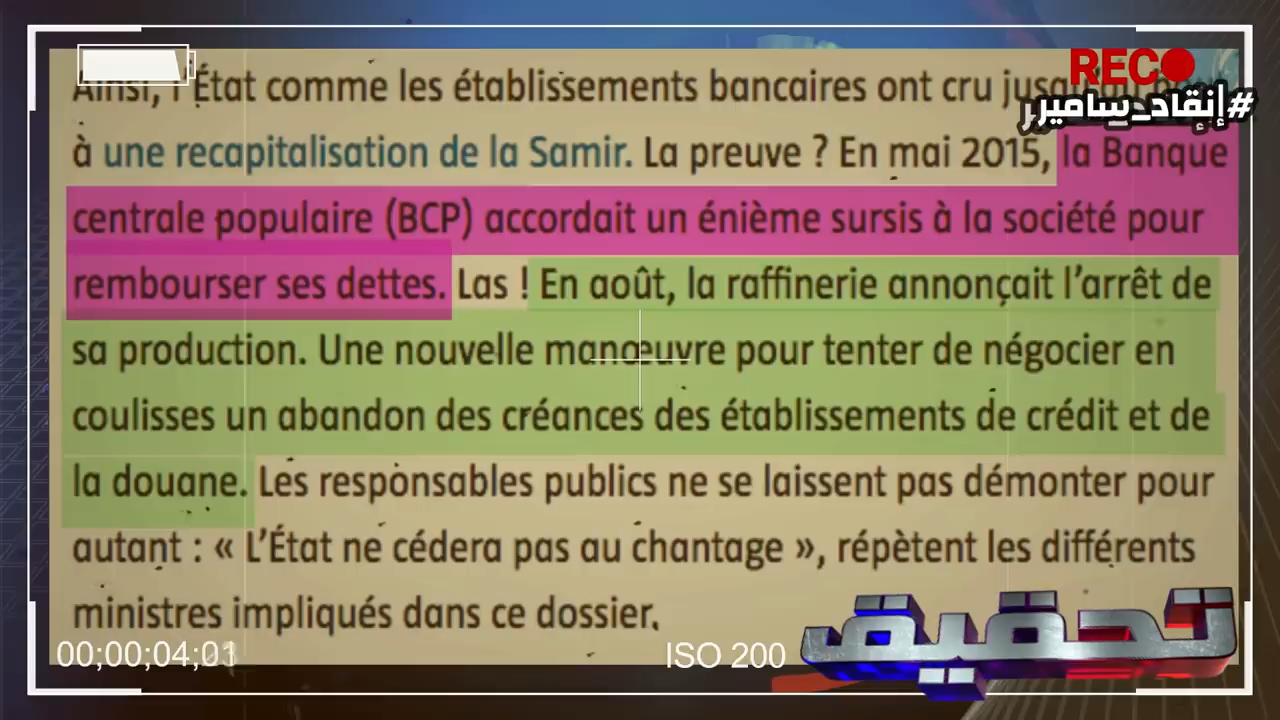 REC
#إنقاد_سامير
Ainsi, l'État comme les établissements bancaires ont cru
à une recapitalisation de la Samir. La preuve ? En mai 2015, la Banque
centrale populaire (BCP) accordait un énième sursis à la société pour
rembourser ses dettes. Las ! En août, la raffinerie annonçait l'arrêt de
sa production. Une nouvelle manœuvre pour tenter de négocier en
coulisses un abandon des créances des établissements de crédit et de
la douane. Les responsables publics ne se laissent pas démonter pour
autant : « L'État ne cédera pas au chantage », répètent les différents
ministres impliqués dans ce dossier.
00;00;04;01
ISO 200
تحقيق